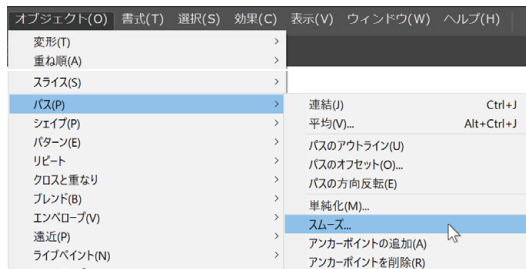 オブジェクト(O) 書式(T) 選択(S) 効果(C) 表示(V) ウィンドウ(W) ヘルプ(H)
変形(T)
重ね順(A)
スライス(S)
パス(P)
シェイプ(P)
パターン(E)
リピート
クロスと重なり
ブレンド(B)
エンベロープ(V)
遠近(P)
ライブペイント(N)
連結(J) Ctrl+J
平均(V)... Alt+Ctrl+J
パスのアウトライン(U)
パスのオフセット(O)...
パスの方向反転(E)
単純化(M)...
スムーズ...
アンカーポイントの追加(A)
アンカーポイントを削除(R)